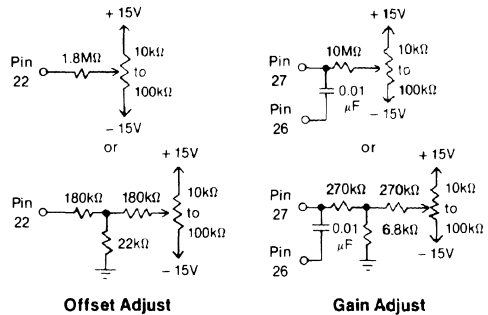 + 15V
Pin
22
1.8MΩ
10kΩ
to
100kΩ
− 15V
or
+ 15V
Pin
22
180kΩ
180kΩ
22kΩ
10kΩ
to
100kΩ
− 15V
Offset Adjust
+ 15V
Pin
27
10MΩ
10kΩ
to
100kΩ
0.01
μF
Pin
26
− 15V
or
+ 15V
Pin
27
270kΩ
270kΩ
10kΩ
to
100kΩ
0.01
μF
6.8kΩ
Pin
26
− 15V
Gain Adjust